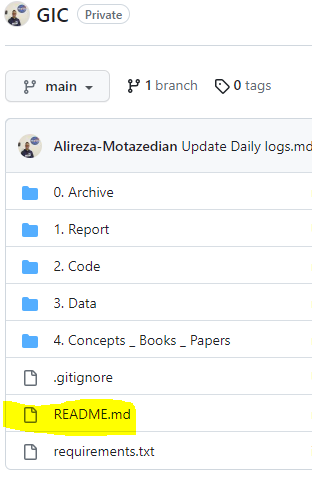 GIC Private
main 1 branch 0 tags
Alireza-Motazedian Update Daily logs.md
0. Archive
1. Report
2. Code
3. Data
4. Concepts _ Books _ Papers
.gitignore
README.md
requirements.txt